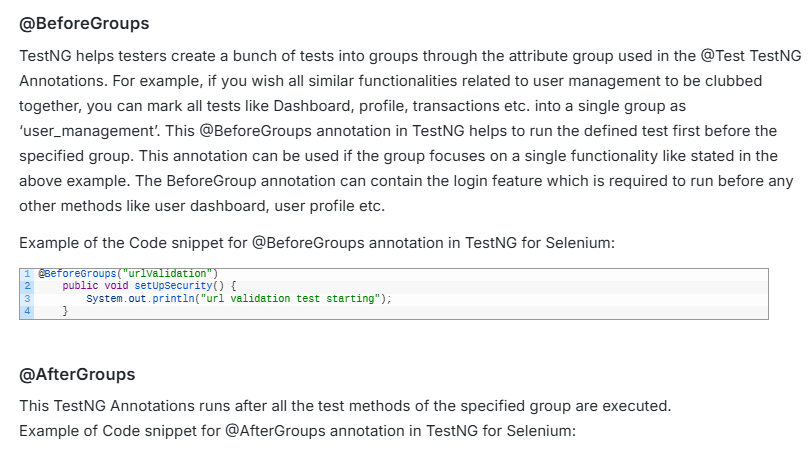 @BeforeGroups
TestNG helps testers create a bunch of tests into groups through the attribute group used in the @Test TestNG
Annotations. For example, if you wish all similar functionalities related to user management to be clubbed
together, you can mark all tests like Dashboard, profile, transactions etc. into a single group as
‘user_management’. This @BeforeGroups annotation in TestNG helps to run the defined test first before the
specified group. This annotation can be used if the group focuses on a single functionality like stated in the
above example. The BeforeGroup annotation can contain the login feature which is required to run before any
other methods like user dashboard, user profile etc.
Example of the Code snippet for @BeforeGroups annotation in TestNG for Selenium:
1 @BeforeGroups("urlValidation")
2     public void setUpSecurity() {
3         System.out.println("url validation test starting");
4     }
@AfterGroups
This TestNG Annotations runs after all the test methods of the specified group are executed.
Example of Code snippet for @AfterGroups annotation in TestNG for Selenium: